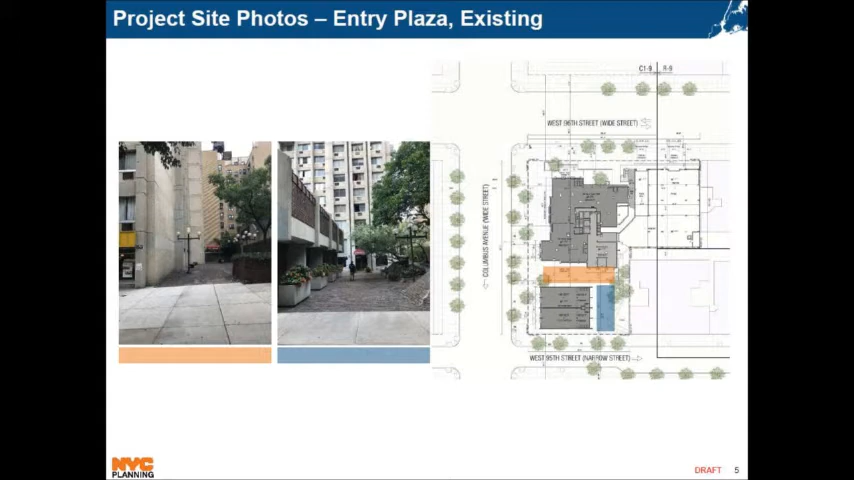 Project Site Photos – Entry Plaza, Existing
C1-9
R-9
WEST 96TH STREET (WIDE STREET)
COLUMBUS AVENUE (WIDE STREET)
WEST 95TH STREET (NARROW STREET)
NYC
PLANNING
DRAFT
5